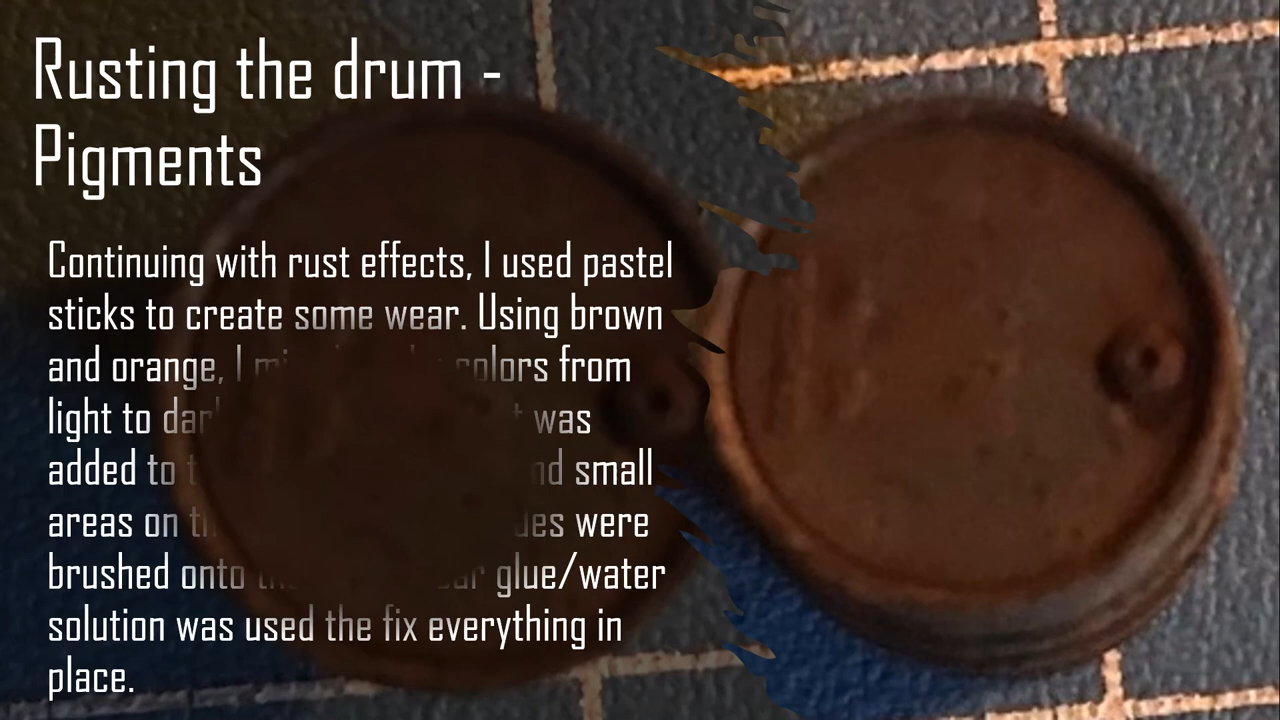 Rusting the drum -
Pigments
Continuing with rust effects, I used pastel
sticks to create some wear. Using brown
and orange, I colors from
light to was
added to small
areas on were
brushed onto glue/water
solution was used the fix everything in
place.